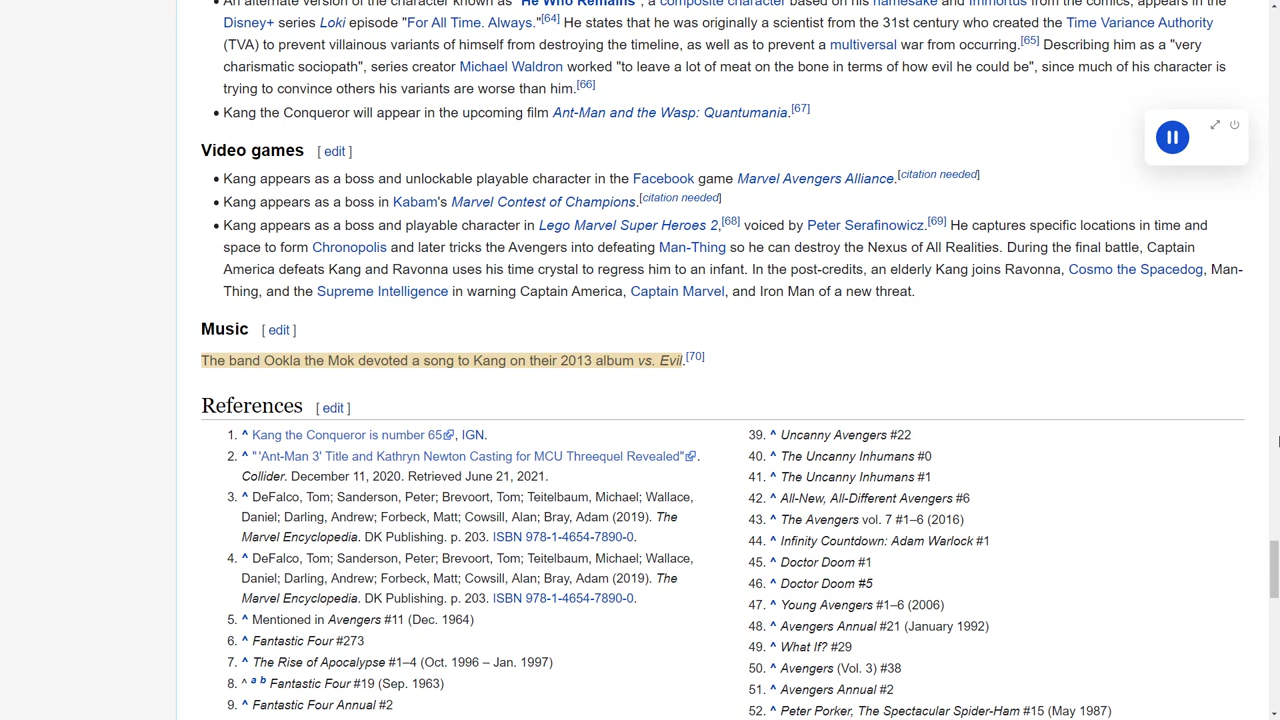 • An alternate version of the character known as "He Who Remains", a composite character based on his namesake and Immortus from the comics, appears in the
Disney+ series Loki episode "For All Time. Always."[64] He states that he was originally a scientist from the 31st century who created the Time Variance Authority
(TVA) to prevent villainous variants of himself from destroying the timeline, as well as to prevent a multiversal war from occurring.[65] Describing him as a "very
charismatic sociopath", series creator Michael Waldron worked "to leave a lot of meat on the bone in terms of how evil he could be", since much of his character is
trying to convince others his variants are worse than him.[66]
• Kang the Conqueror will appear in the upcoming film Ant-Man and the Wasp: Quantumania.[67]
Video games [ edit ]
• Kang appears as a boss and unlockable playable character in the Facebook game Marvel Avengers Alliance.[citation needed]
• Kang appears as a boss in Kabam's Marvel Contest of Champions.[citation needed]
• Kang appears as a boss and playable character in Lego Marvel Super Heroes 2,[68] voiced by Peter Serafinowicz.[69] He captures specific locations in time and
space to form Chronopolis and later tricks the Avengers into defeating Man-Thing so he can destroy the Nexus of All Realities. During the final battle, Captain
America defeats Kang and Ravonna uses his time crystal to regress him to an infant. In the post-credits, an elderly Kang joins Ravonna, Cosmo the Spacedog, Man-
Thing, and the Supreme Intelligence in warning Captain America, Captain Marvel, and Iron Man of a new threat.
Music [ edit ]
The band Ookla the Mok devoted a song to Kang on their 2013 album vs. Evil.[70]
References [ edit ]
1. ^ Kang the Conqueror is number 65, IGN.
2. ^ "'Ant-Man 3' Title and Kathryn Newton Casting for MCU Threequel Revealed".
Collider. December 11, 2020. Retrieved June 21, 2021.
3. ^ DeFalco, Tom; Sanderson, Peter; Brevoort, Tom; Teitelbaum, Michael; Wallace,
Daniel; Darling, Andrew; Forbeck, Matt; Cowsill, Alan; Bray, Adam (2019). The
Marvel Encyclopedia. DK Publishing. p. 203. ISBN 978-1-4654-7890-0.
4. ^ DeFalco, Tom; Sanderson, Peter; Brevoort, Tom; Teitelbaum, Michael; Wallace,
Daniel; Darling, Andrew; Forbeck, Matt; Cowsill, Alan; Bray, Adam (2019). The
Marvel Encyclopedia. DK Publishing. p. 203. ISBN 978-1-4654-7890-0.
5. ^ Mentioned in Avengers #11 (Dec. 1964)
6. ^ Fantastic Four #273
7. ^ The Rise of Apocalypse #1–4 (Oct. 1996 – Jan. 1997)
8. ^ a b Fantastic Four #19 (Sep. 1963)
9. ^ Fantastic Four Annual #2
39. ^ Uncanny Avengers #22
40. ^ The Uncanny Inhumans #0
41. ^ The Uncanny Inhumans #1
42. ^ All-New, All-Different Avengers #6
43. ^ The Avengers vol. 7 #1–6 (2016)
44. ^ Infinity Countdown: Adam Warlock #1
45. ^ Doctor Doom #1
46. ^ Doctor Doom #5
47. ^ Young Avengers #1–6 (2006)
48. ^ Avengers Annual #21 (January 1992)
49. ^ What If? #29
50. ^ Avengers (Vol. 3) #38
51. ^ Avengers Annual #2
52. ^ Peter Porker, The Spectacular Spider-Ham #15 (May 1987)